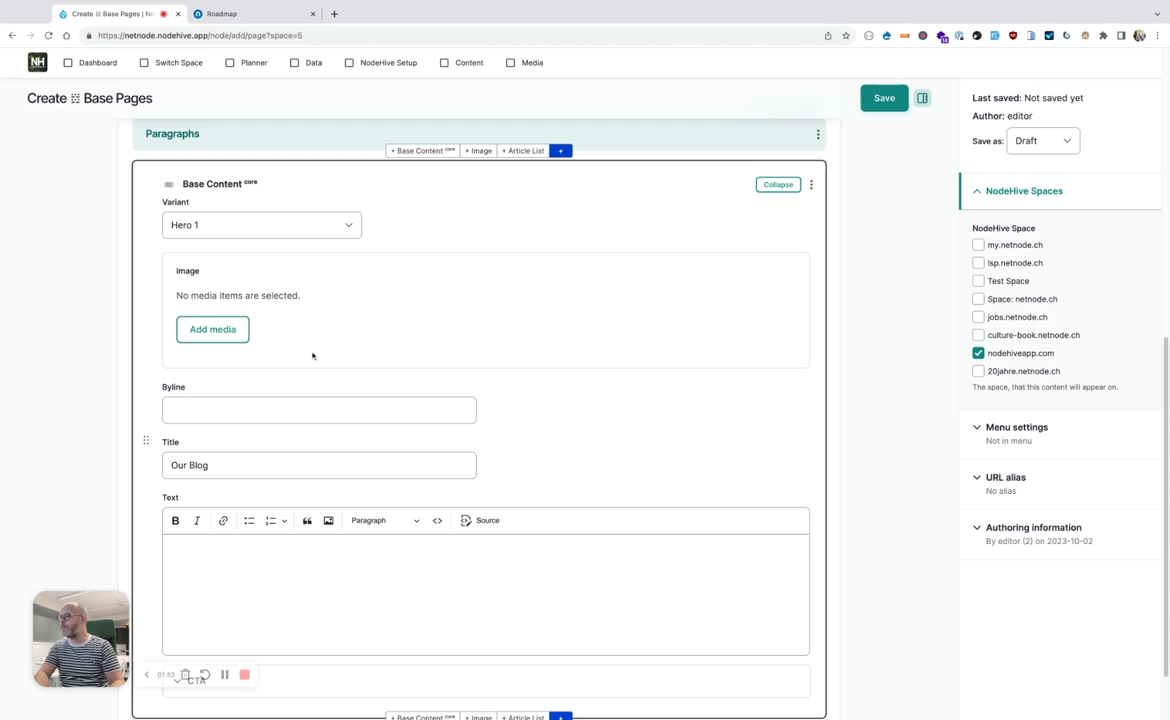 Create ☵ Base Pages | No
Roadmap
https://netnode.nodehive.app/node/add/page?space=5
NH
Dashboard
Switch Space
Planner
Data
NodeHive Setup
Content
Media
Create ☵ Base Pages
Save
Last saved: Not saved yet
Author: editor
Save as: Draft
Paragraphs
+ Base Content core
+ Image
+ Article List
+
Base Content core
Collapse
Variant
Hero 1
Image
No media items are selected.
Add media
Byline
Title
Our Blog
Text
B I Paragraph <> Source
01:53
CTA
+ Base Content core
+ Image
+ Article List
+
NodeHive Spaces
NodeHive Space
my.netnode.ch
lsp.netnode.ch
Test Space
Space: netnode.ch
jobs.netnode.ch
culture-book.netnode.ch
nodehiveapp.com
20jahre.netnode.ch
The space, that this content will appear on.
Menu settings
Not in menu
URL alias
No alias
Authoring information
By editor (2) on 2023-10-02